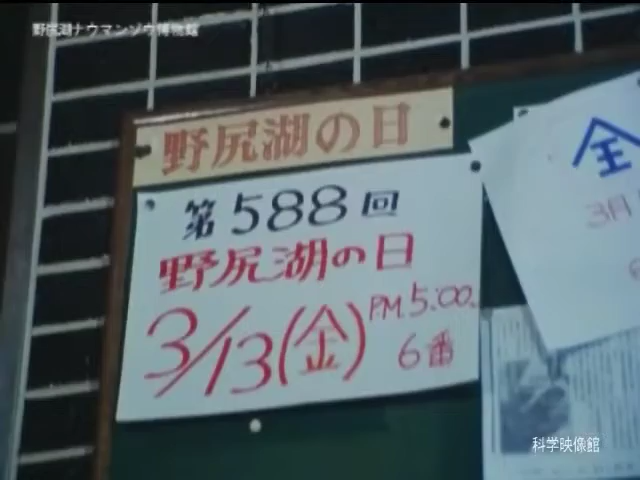 野尻湖ナウマンゾウ博物館
野尻湖の日
第588回
野尻湖の日
3/13(金)
PM.5:00.
6番
全
3月
科学映像館